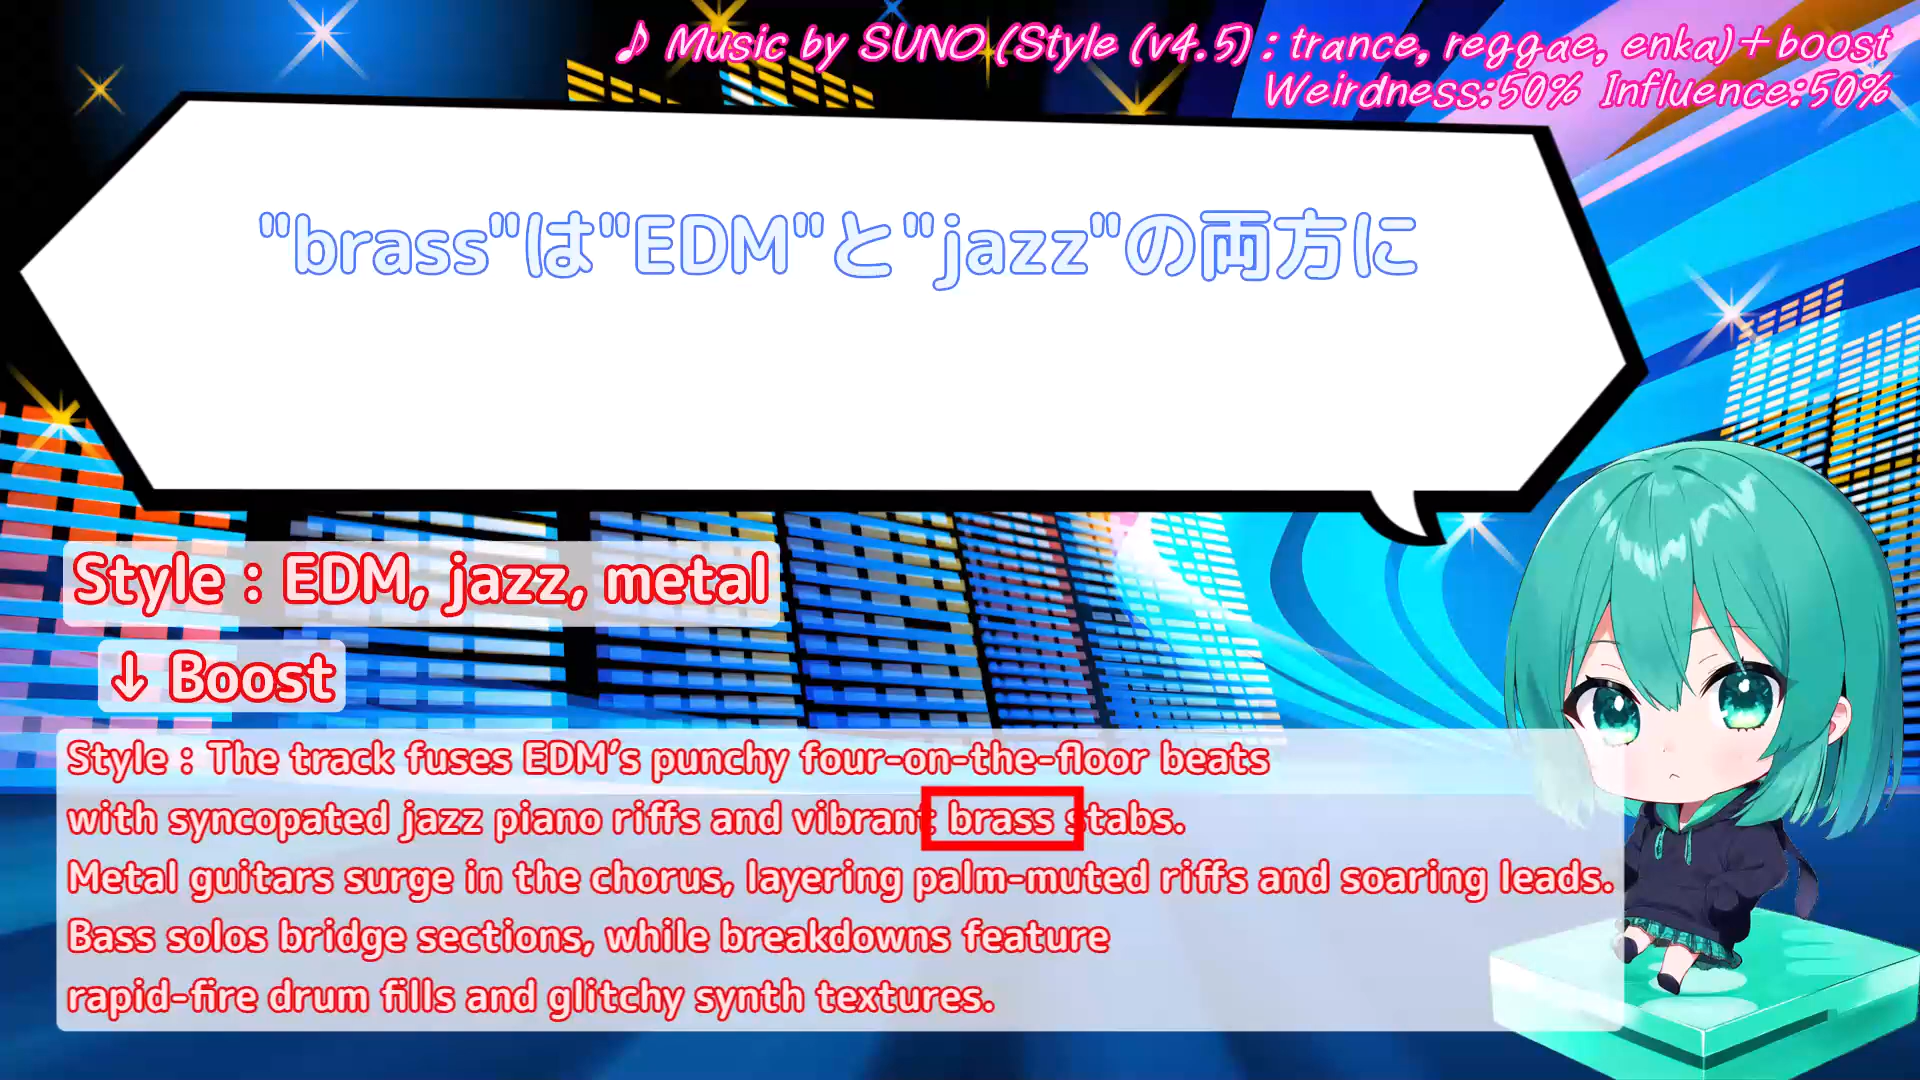 ♪ Music by SUNO (Style (v4.5) : trance, reggae, enka)+boost
Weirdness:50% Influence:50%
"brass"は"EDM"と"jazz"の両方に
Style : EDM, jazz, metal
↓ Boost
Style : The track fuses EDM’s punchy four-on-the-floor beats
with syncopated jazz piano riffs and vibrant brass stabs.
Metal guitars surge in the chorus, layering palm-muted riffs and soaring leads.
Bass solos bridge sections, while breakdowns feature
rapid-fire drum fills and glitchy synth textures.